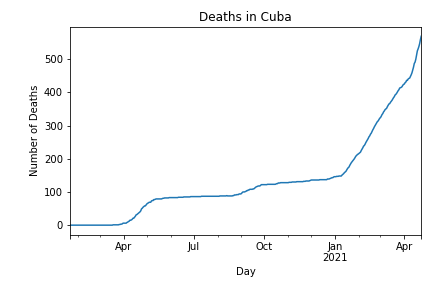 Deaths in Cuba
Number of Deaths
500
400
300
200
100
0
Apr
Jul
Oct
Jan
2021
Apr
Day